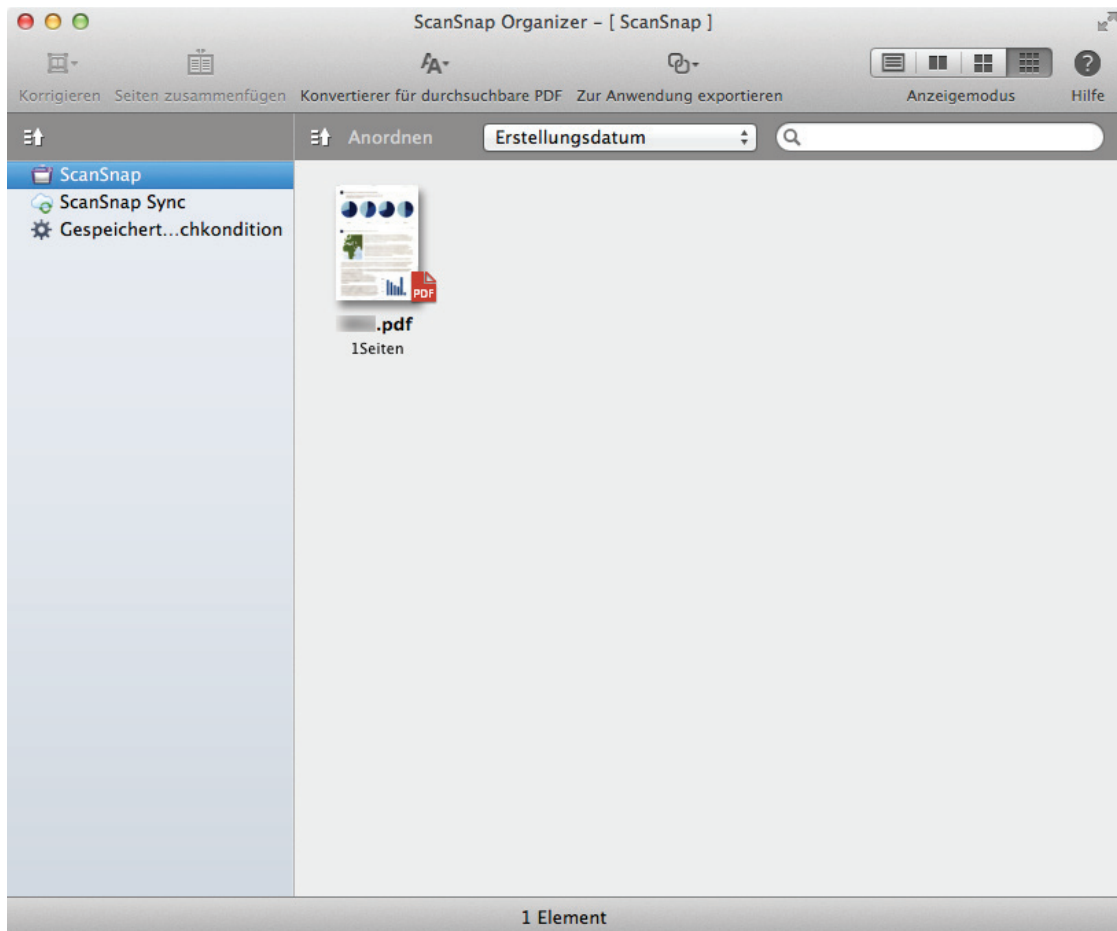 ScanSnap Organizer – [ ScanSnap ]
Korrigieren Seiten zusammenfügen Konvertierer für durchsuchbare PDF Zur Anwendung exportieren Anzeigemodus Hilfe
Anordnen Erstellungsdatum
ScanSnap
ScanSnap Sync
Gespeichert...chkondition
PDF
.pdf
1Seiten
1 Element